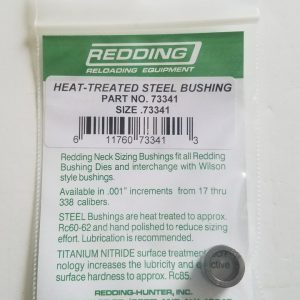 REDDING
RELOADING EQUIPMENT
HEAT-TREATED STEEL BUSHING
PART NO. 73341
SIZE .73341
6 11760 73341 3
Redding Neck Sizing Bushings fit all Redding
Bushing Dies and interchange with Wilson
style bushings.
Available in .001" increments from 17 thru
338 calibers.
STEEL Bushings are heat treated to approx.
Rc60-62 and hand polished to reduce sizing
effort. Lubrication is recommended.
TITANIUM NITRIDE surface treatment
nology increases the lubricity and
surface hardness to approx. Rc85.
REDDING-HUNTER, INC.